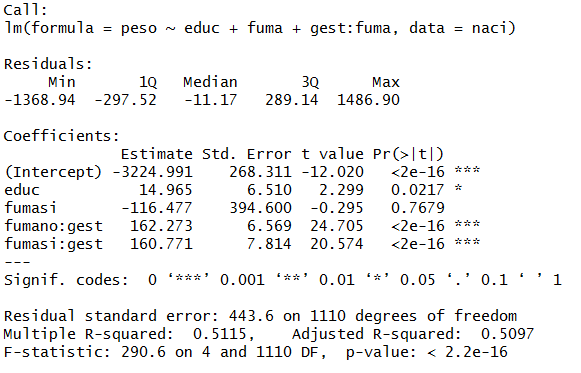 Call:
lm(formula = peso ~ educ + fuma + gest:fuma, data = naci)
Residuals:
Min 1Q Median 3Q Max
-1368.94 -297.52 -11.17 289.14 1486.90
Coefficients:
Estimate Std. Error t value Pr(>|t|)
(Intercept) -3224.991 268.311 -12.020 <2e-16 ***
educ 14.965 6.510 2.299 0.0217 *
fumasi -116.477 394.600 -0.295 0.7679
fumano:gest 162.273 6.569 24.705 <2e-16 ***
fumasi:gest 160.771 7.814 20.574 <2e-16 ***
---
Signif. codes: 0 ‘***’ 0.001 ‘**’ 0.01 ‘*’ 0.05 ‘.’ 0.1 ‘ ’ 1
Residual standard error: 443.6 on 1110 degrees of freedom
Multiple R-squared: 0.5115, Adjusted R-squared: 0.5097
F-statistic: 290.6 on 4 and 1110 DF, p-value: < 2.2e-16